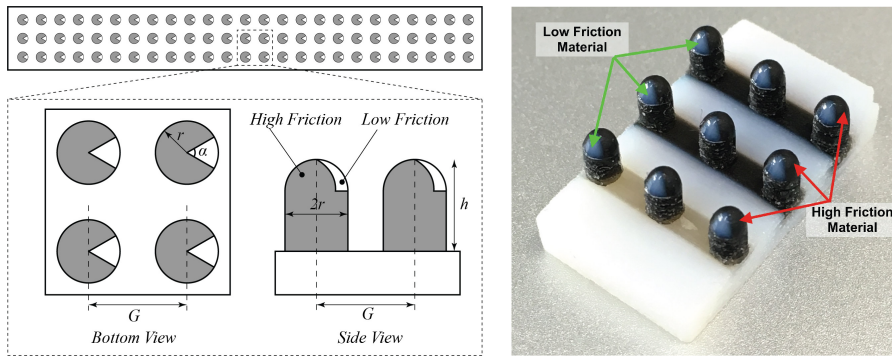 r
α
G
Bottom View
High Friction
Low Friction
2r
h
G
Side View
Low Friction
Material
High Friction
Material